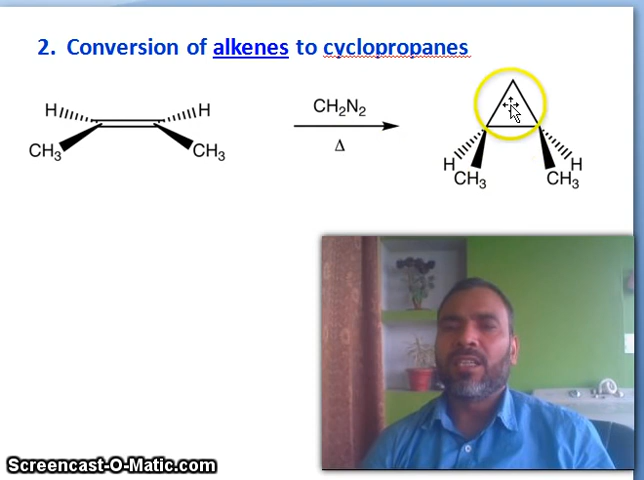 2. Conversion of alkenes to cyclopropanes
H H
CH3 CH3
CH2N2
Δ
H H
CH3 CH3
Screencast-O-Matic.com